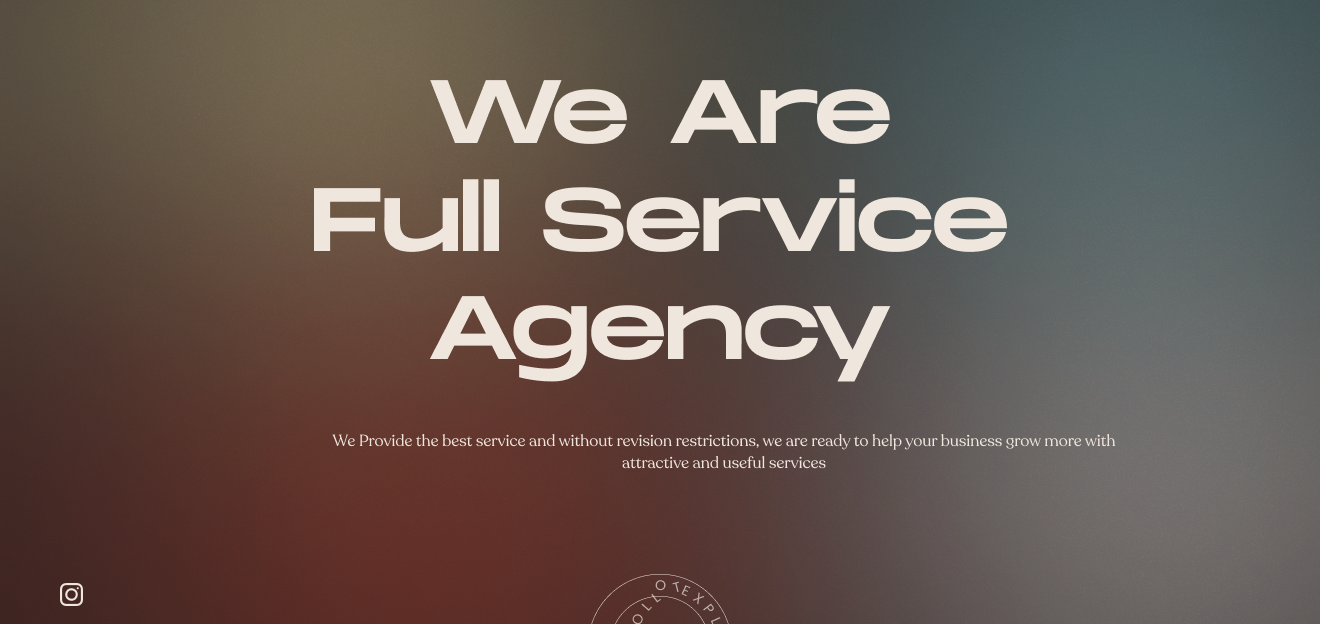 We Are
Full Service
Agency
We Provide the best service and without revision restrictions, we are ready to help your business grow more with
attractive and useful services